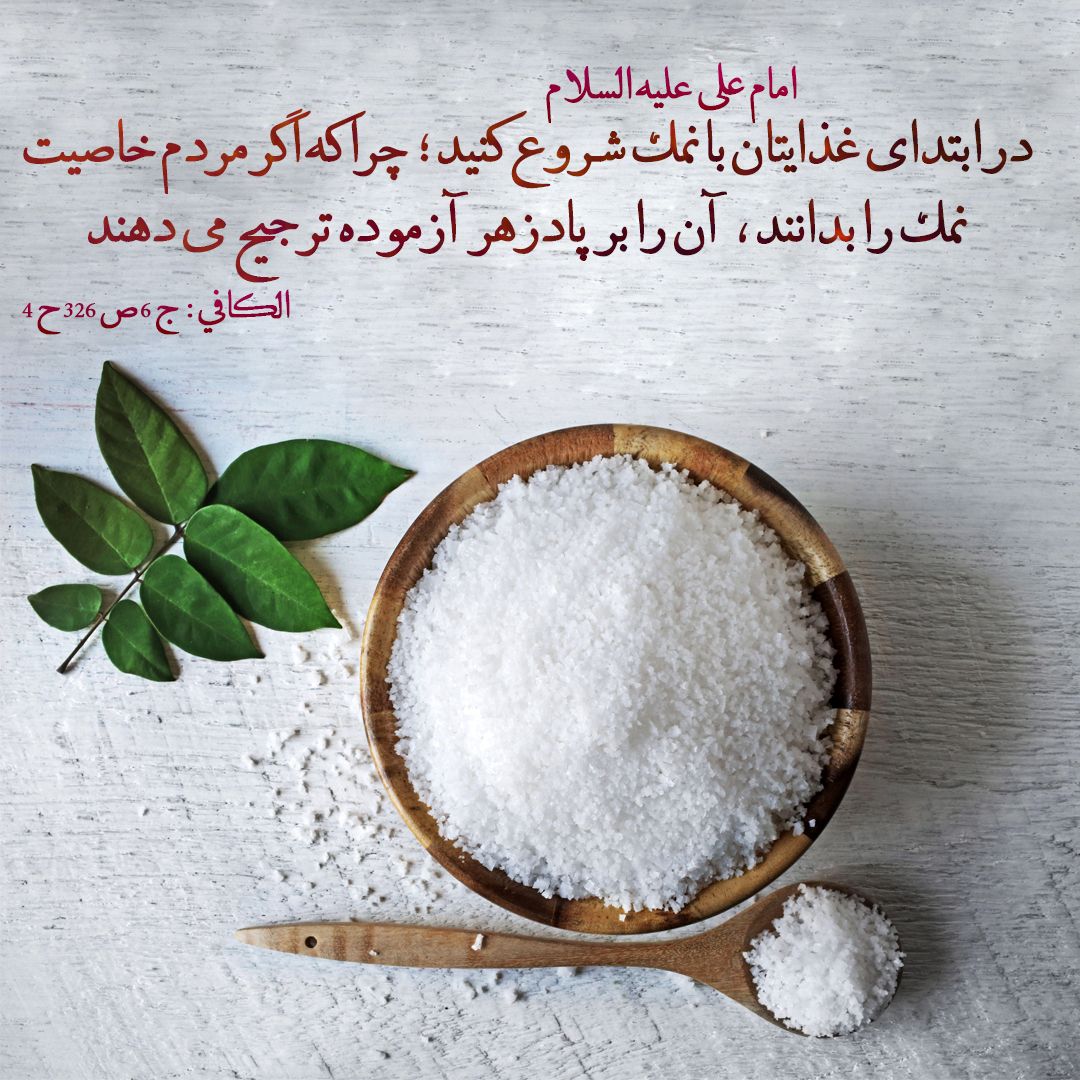 امام علی علیه السلام
در ابتدای غذایتان با نمک شروع کنید؛ چرا که اگر مردم خاصیت
نمک را بدانند، آن را بر پادزهر آزموده ترجیح می دهند
الكافي: ج 6 ص 326 ح 4